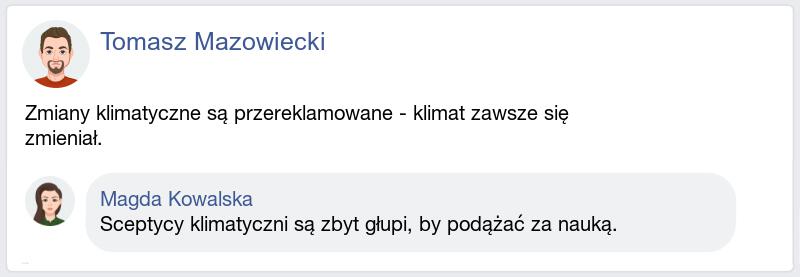 Tomasz Mazowiecki
Zmiany klimatyczne są przereklamowane - klimat zawsze się
zmieniał.
Magda Kowalska
Sceptycy klimatyczni są zbyt głupi, by podążać za nauką.